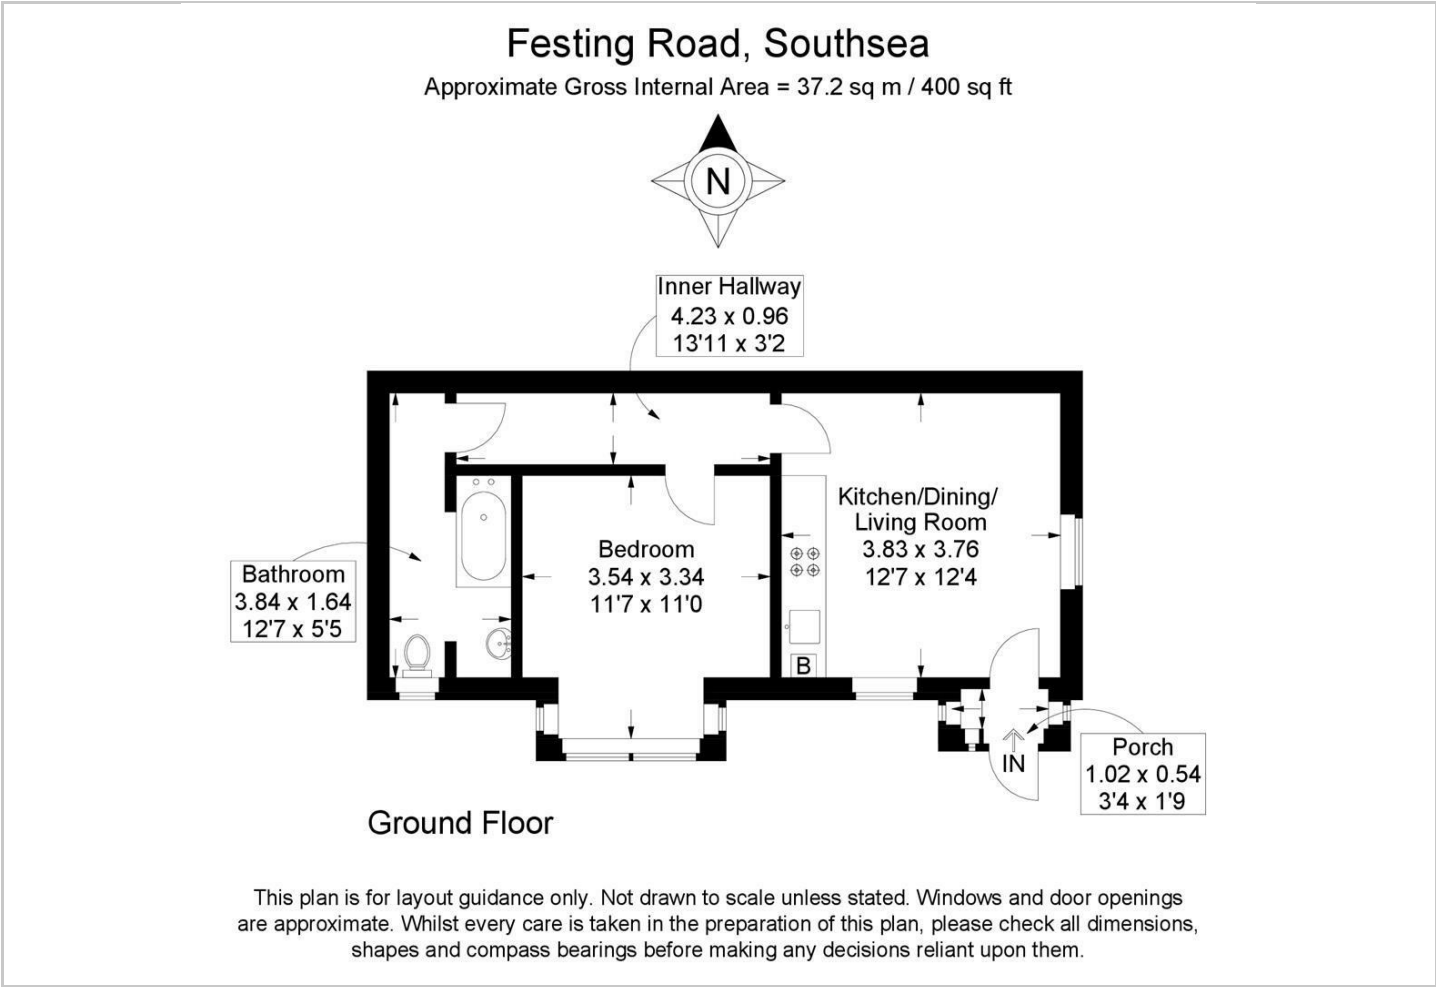 Festing Road, Southsea
Approximate Gross Internal Area = 37.2 sq m / 400 sq ft
N
Inner Hallway
4.23 x 0.96
13'11 x 3'2
Kitchen/Dining/
Living Room
3.83 x 3.76
12'7 x 12'4
Bedroom
3.54 x 3.34
11'7 x 11'0
Bathroom
3.84 x 1.64
12'7 x 5'5
B
IN
Porch
1.02 x 0.54
3'4 x 1'9
Ground Floor
This plan is for layout guidance only. Not drawn to scale unless stated. Windows and door openings
are approximate. Whilst every care is taken in the preparation of this plan, please check all dimensions,
shapes and compass bearings before making any decisions reliant upon them.